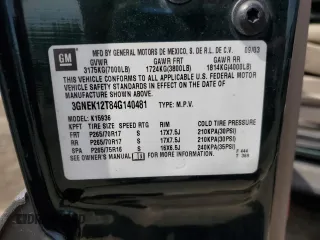 GM
MFD BY GENERAL MOTORS DE MEXICO, S. DE R.L. DE C.V. 09/03
GVWR GAWR FRT GAWR RR
3175KG(7000LB) 1724KG(3800LB) 1814KG(4000LB)
THIS VEHICLE CONFORMS TO ALL APPLICABLE U.S. FEDERAL
MOTOR VEHICLE SAFETY STANDARDS IN EFFECT ON THE DATE OF
MANUFACTURE SHOWN ABOVE.
3GNEK12T84G140481 TYPE: M.P.V.
MODEL: K15936
KPFT TIRE SIZE SPEED RTG RIM COLD TIRE PRESSURE
FRT P265/70R17 S 17X7.5J 210KPA(30PSI)
RR P265/70R17 S 17X7.5J 210KPA(30PSI)
SPA P265/75R16 S 16X6.5J 240KPA(35PSI)
SEE OWNER'S MANUAL FOR MORE INFORMATION.